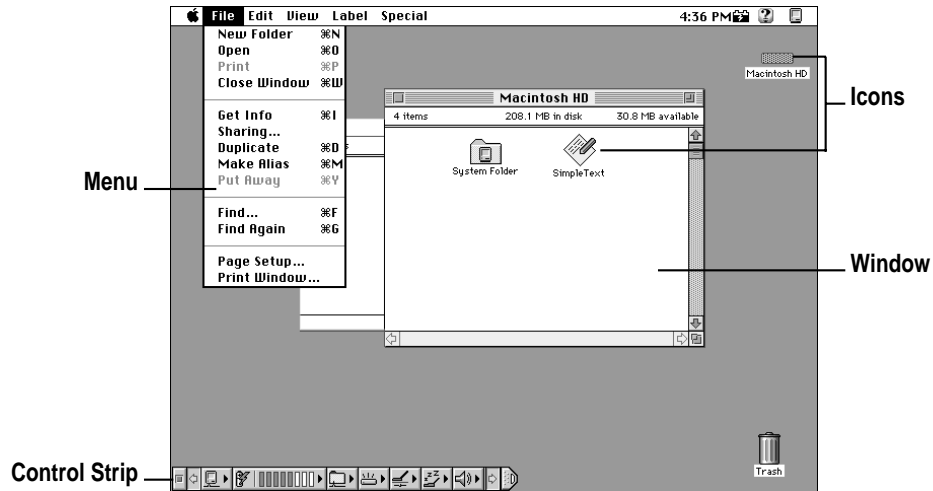 File Edit View Label Special 4:36 PM
New Folder ⌘N
Open ⌘O
Print ⌘P
Close Window ⌘W
Get Info ⌘I
Sharing...
Duplicate ⌘D
Make Alias ⌘M
Put Away ⌘Y
Find... ⌘F
Find Again ⌘G
Page Setup...
Print Window...
Macintosh HD
Macintosh HD
4 items 208.1 MB in disk 30.8 MB available
System Folder
SimpleText
Trash
Icons
Menu
Window
Control Strip